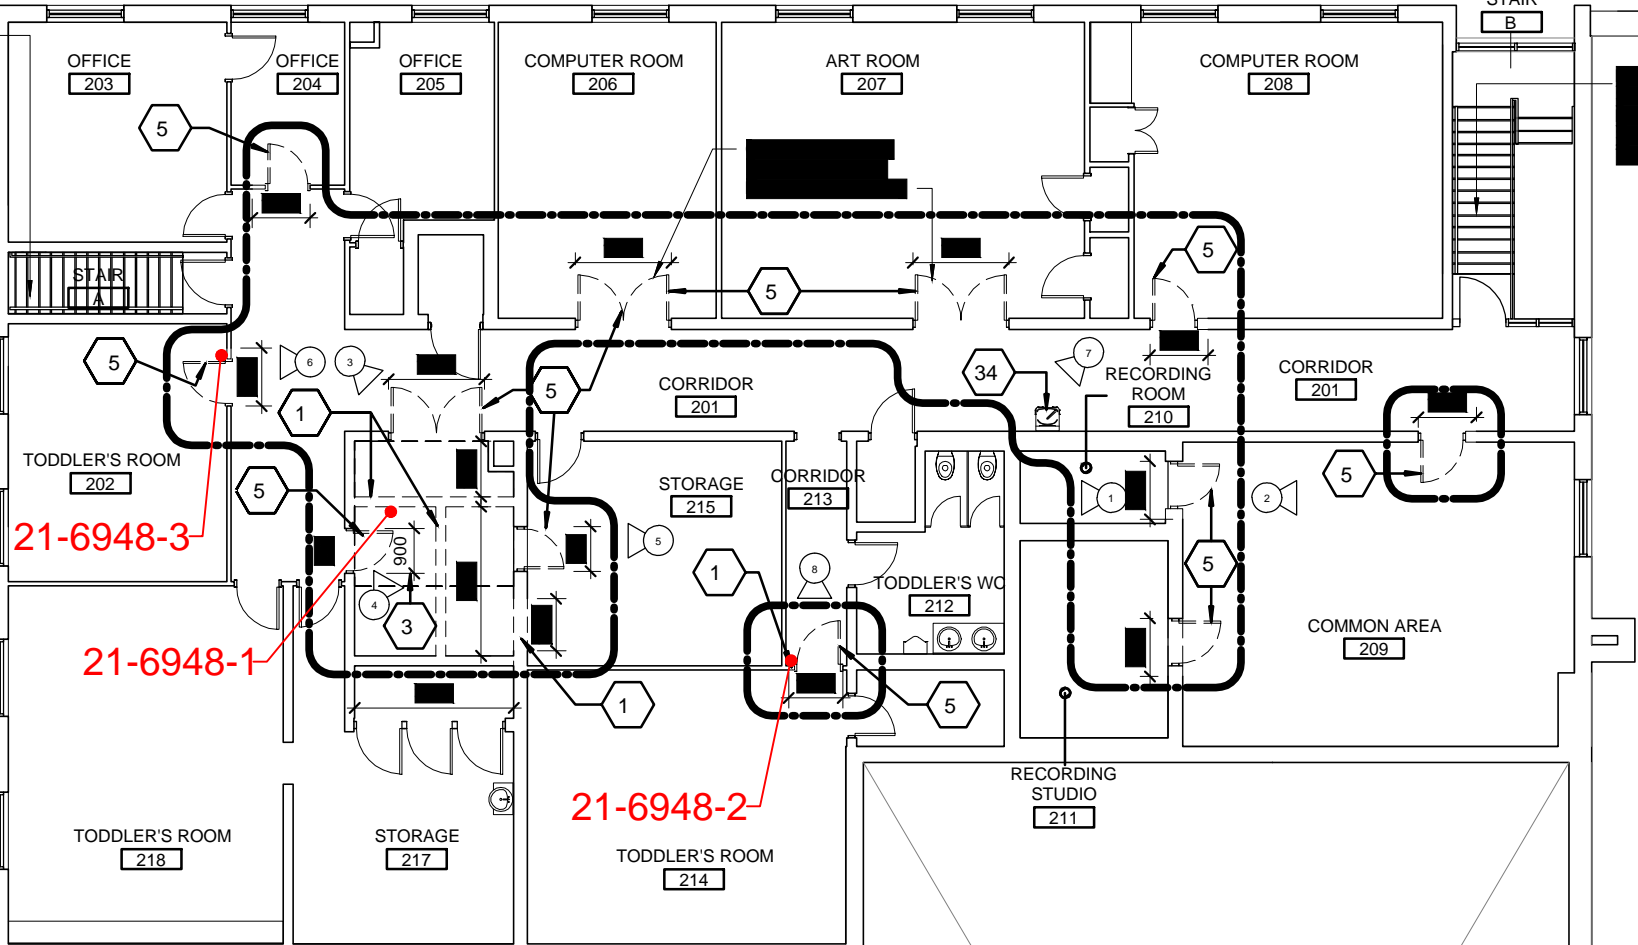 STAIR
B
OFFICE
203
OFFICE
204
OFFICE
205
COMPUTER ROOM
206
ART ROOM
207
COMPUTER ROOM
208
5
5
5
STAIR
A
5
6
3
7
34
RECORDING
ROOM
210
CORRIDOR
201
CORRIDOR
201
5
1
TODDLER'S ROOM
202
5
STORAGE
215
CORRIDOR
213
1
2
5
21-6948-3
900
5
8
1
5
TODDLER'S WC
212
4
3
COMMON AREA
209
21-6948-1
1
5
21-6948-2
RECORDING
STUDIO
211
TODDLER'S ROOM
218
STORAGE
217
TODDLER'S ROOM
214